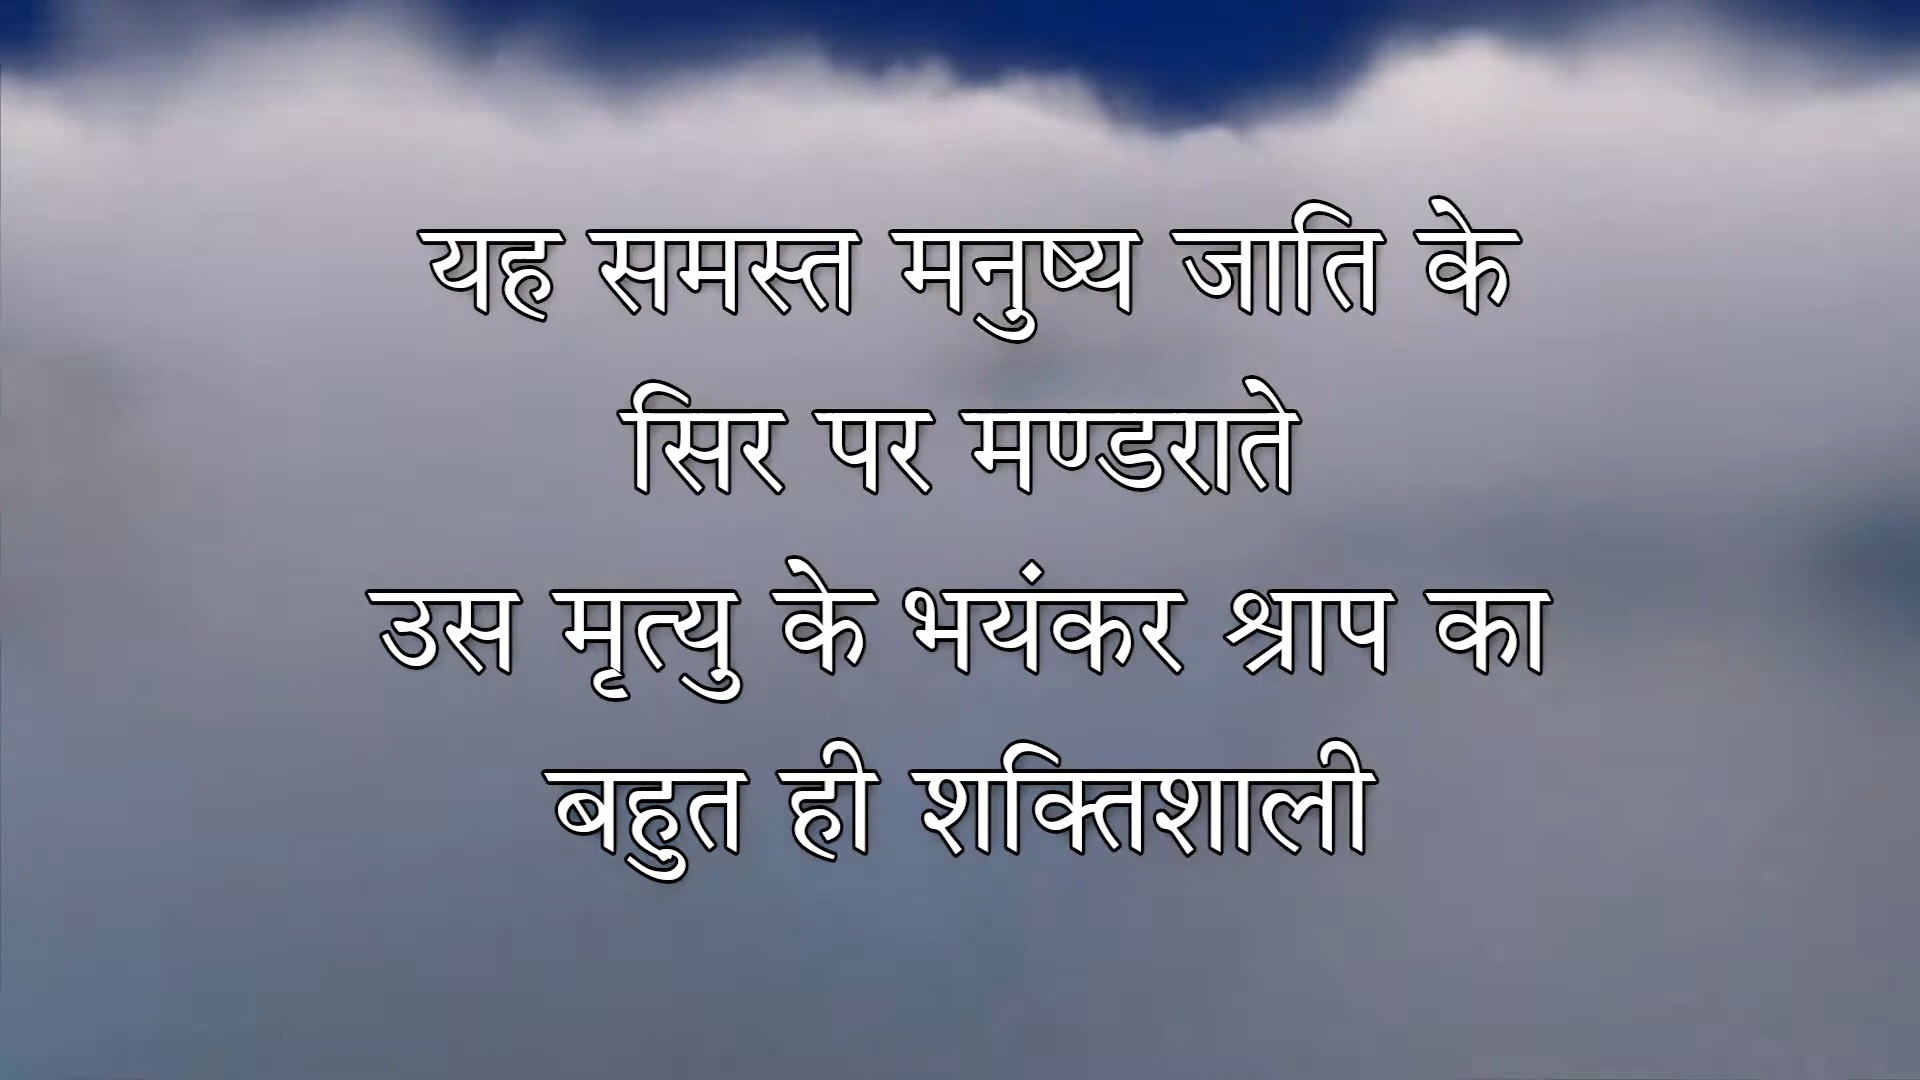 यह समस्त मनुष्य जाति के
सिर पर मण्डराते
उस मृत्यु के भयंकर श्राप का
बहुत ही शक्तिशाली